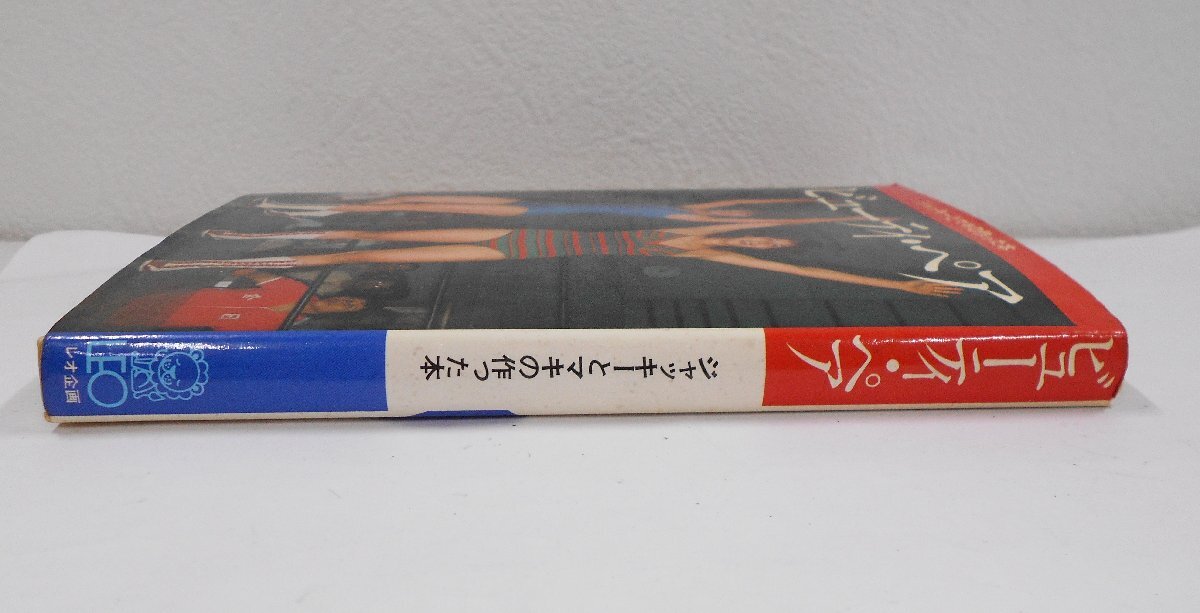 ビューティ・ペア
ジャッキーとマキの作った本
LEO
レオ企画
ビューティ・ペア